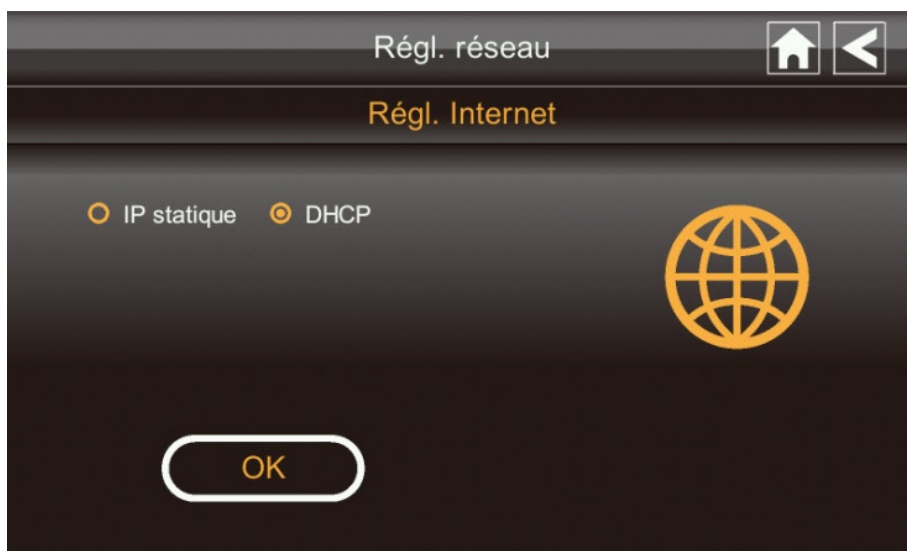 Régl. réseau
Régl. Internet
IP statique DHCP
OK